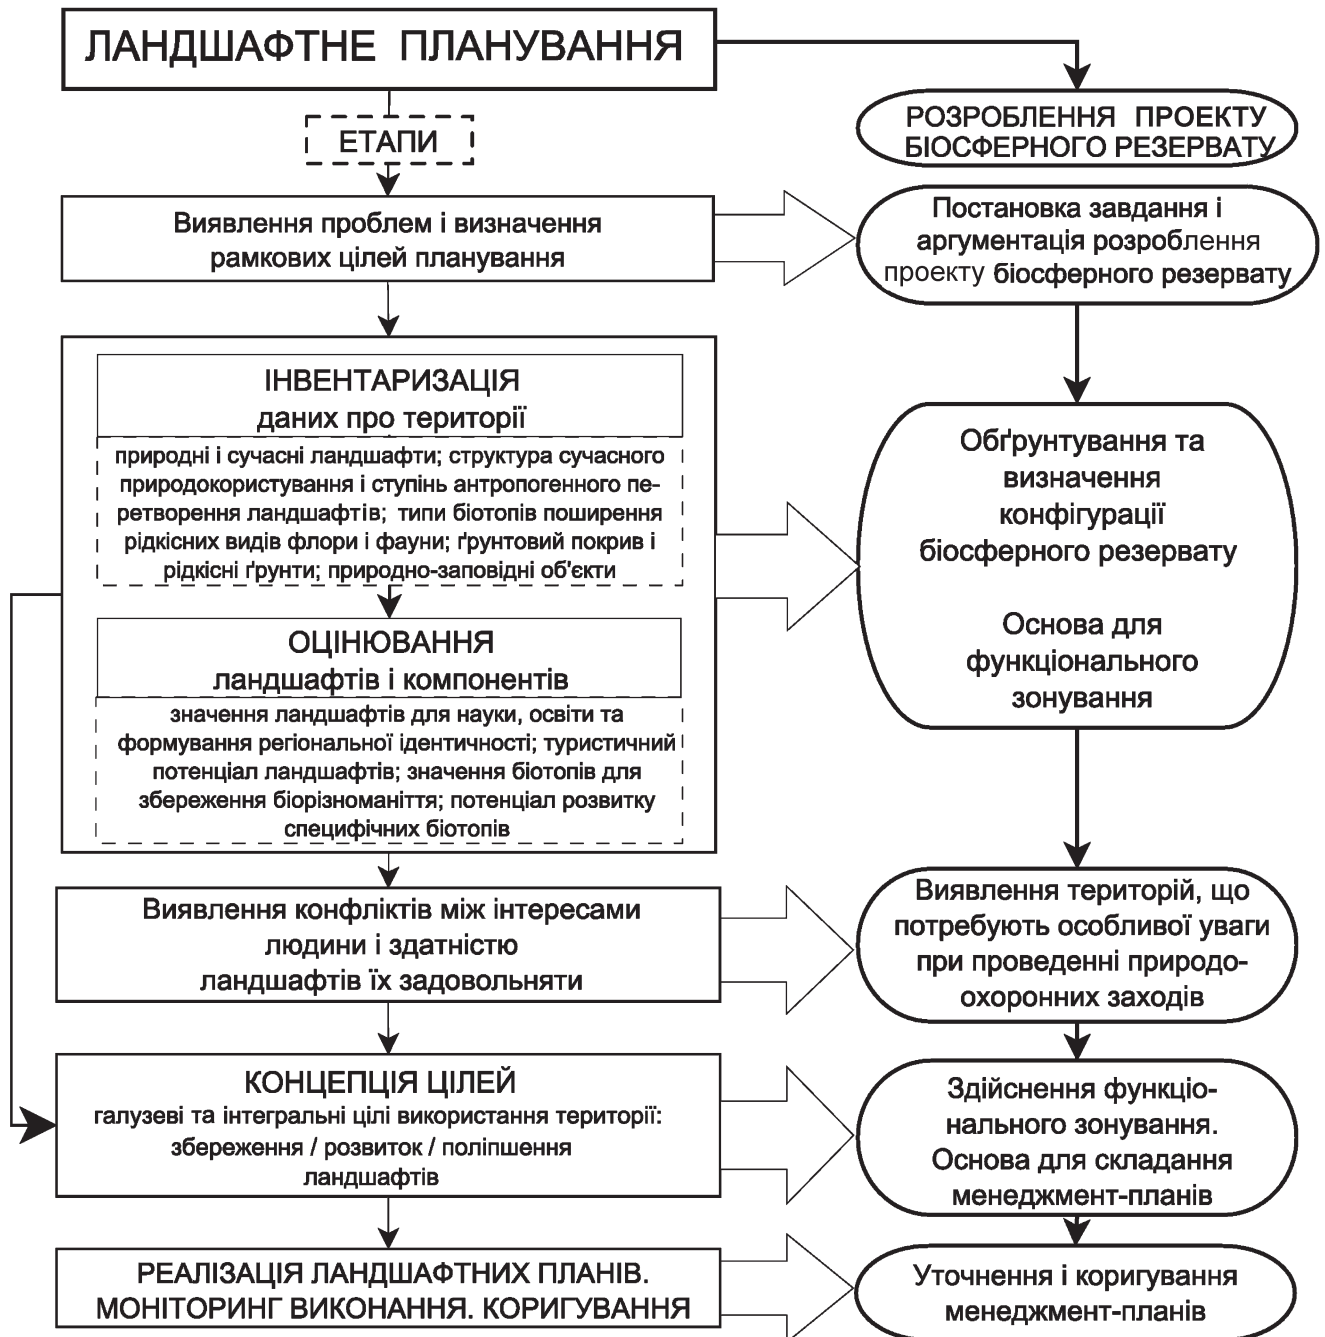 ЛАНДШАФТНЕ ПЛАНУВАННЯ
ЕТАПИ
РОЗРОБЛЕННЯ ПРОЕКТУ
БІОСФЕРНОГО РЕЗЕРВАТУ
Виявлення проблем і визначення
рамкових цілей планування
Постановка завдання і
аргументація розроблення
проекту біосферного резервату
ІНВЕНТАРИЗАЦІЯ
даних про території
природні і сучасні ландшафти; структура сучасного
природокористування і ступінь антропогенного пе-
ретворення ландшафтів; типи біотопів поширення
рідкісних видів флори і фауни; ґрунтовий покрив і
рідкісні ґрунти; природно-заповідні об'єкти
ОЦІНЮВАННЯ
ландшафтів і компонентів
значення ландшафтів для науки, освіти та
формування регіональної ідентичності; туристичний
потенціал ландшафтів; значення біотопів для
збереження біорізноманіття; потенціал розвитку
специфічних біотопів
Обґрунтування та
визначення
конфігурації
біосферного резервату
Основа для
функціонального
зонування
Виявлення конфліктів між інтересами
людини і здатністю
ландшафтів їх задовольняти
Виявлення територій, що
потребують особливої уваги
при проведенні природо-
охоронних заходів
КОНЦЕПЦІЯ ЦІЛЕЙ
галузеві та інтегральні цілі використання території:
збереження / розвиток / поліпшення
ландшафтів
Здійснення функціо-
нального зонування.
Основа для складання
менеджмент-планів
РЕАЛІЗАЦІЯ ЛАНДШАФТНИХ ПЛАНІВ.
МОНІТОРИНГ ВИКОНАННЯ. КОРИГУВАННЯ
Уточнення і коригування
менеджмент-планів